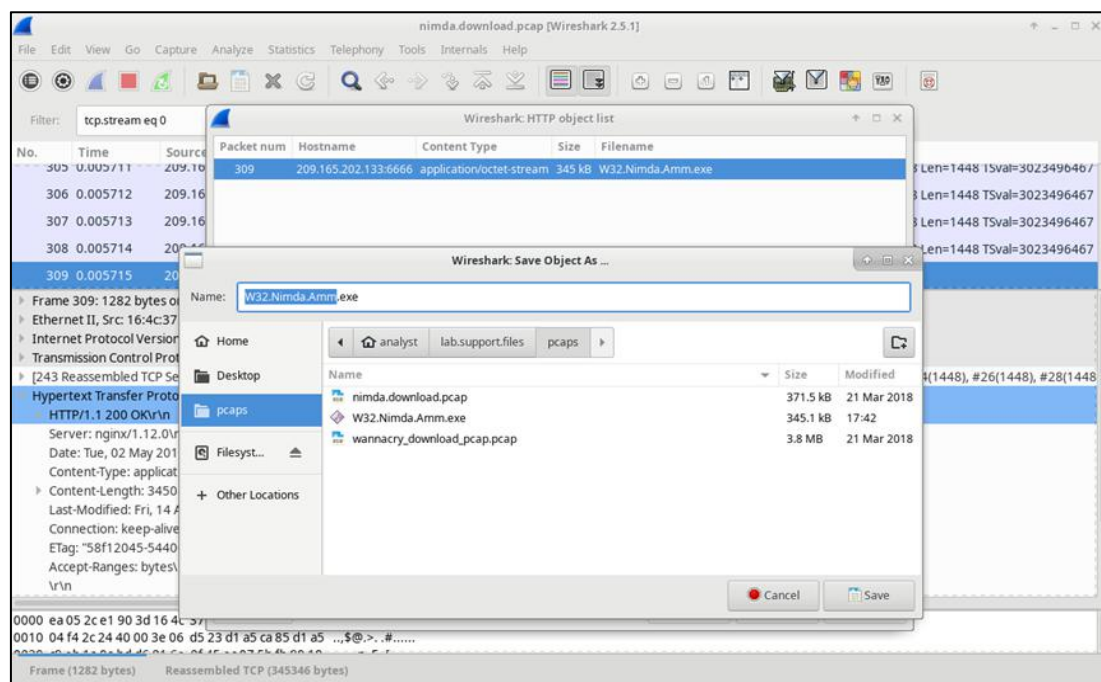 nimda.download.pcap [Wireshark 2.5.1]
File Edit View Go Capture Analyze Statistics Telephony Tools Internals Help
Filter: tcp.stream eq 0
Wireshark: HTTP object list
Packet num Hostname Content Type Size Filename
309 209.165.202.133:6666 application/octet-stream 345 kB W32.Nimda.Amm.exe
No. Time Source
305 0.005711 209.16 Len=1448 TSval=3023496467
306 0.005712 209.16 Len=1448 TSval=3023496467
307 0.005713 209.16 Len=1448 TSval=3023496467
308 0.005714 Len=1448 TSval=3023496467
309 0.005715 20
Wireshark: Save Object As ...
Name: W32.Nimda.Amm.exe
Home
Desktop
pcaps
Filesyst...
+ Other Locations
analyst lab.support.files pcaps
Name Size Modified
nimda.download.pcap 371.5 kB 21 Mar 2018
W32.Nimda.Amm.exe 345.1 kB 17:42
wannacry_download_pcap.pcap 3.8 MB 21 Mar 2018
Cancel Save
Frame 309: 1282 bytes o
Ethernet II, Src: 16:4c:37
Internet Protocol Version
Transmission Control Prot
[243 Reassembled TCP Se 4(1448), #26(1448), #28(1448
Hypertext Transfer Proto
HTTP/1.1 200 OK\r\n
Server: nginx/1.12.0\r
Date: Tue, 02 May 201
Content-Type: applicat
Content-Length: 3450
Last-Modified: Fri, 14 A
Connection: keep-alive
ETag: "58f12045-5440
Accept-Ranges: bytes\
\r\n
0000 ea 05 2c e1 90 3d 16 4c 37
0010 04 f4 2c 24 40 00 3e 06 d5 23 d1 a5 ca 85 d1 a5 ..,$@.>. .#......
Frame (1282 bytes) Reassembled TCP (345346 bytes)